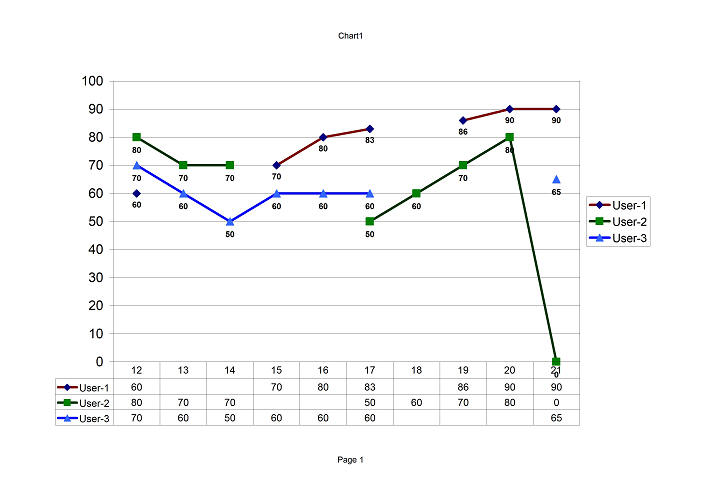 Chart1
100
90
90 90
86
80
80 83
80 80
70
70 70 70 70 70
60
60 60 60 60 60 60 65
50
50 50
40
30
20
10
0
0
User-1
User-2
User-3
12 13 14 15 16 17 18 19 20 21
User-1 60 70 80 83 86 90 90
User-2 80 70 70 50 60 70 80 0
User-3 70 60 50 60 60 60 65
Page 1